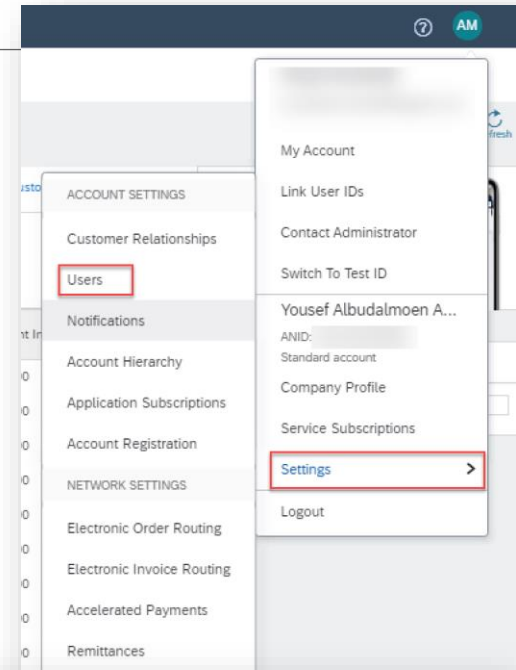 AM
My Account
Link User IDs
Contact Administrator
Switch To Test ID
Yousef Albudalmoen A...
ANID:
Standard account
Company Profile
Service Subscriptions
Settings
Logout
ACCOUNT SETTINGS
Customer Relationships
Users
Notifications
Account Hierarchy
Application Subscriptions
Account Registration
NETWORK SETTINGS
Electronic Order Routing
Electronic Invoice Routing
Accelerated Payments
Remittances